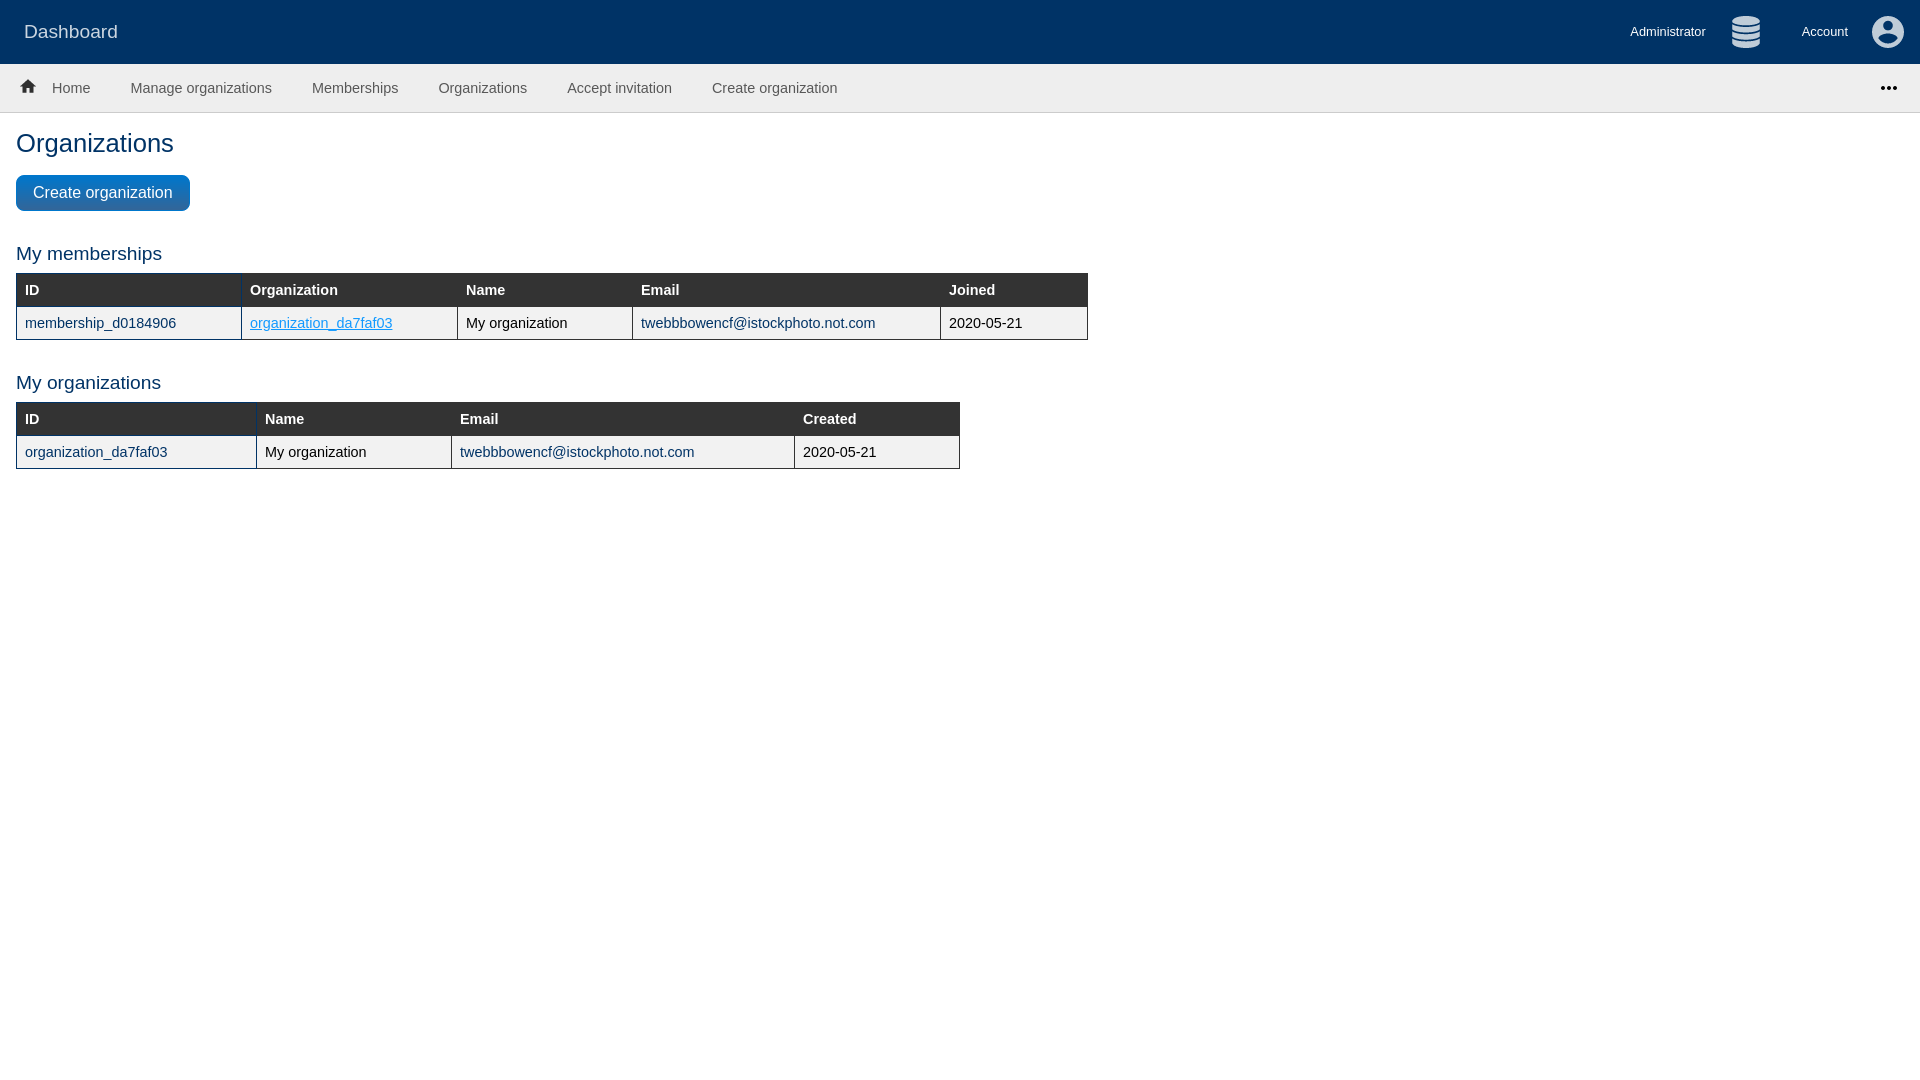 Dashboard
Administrator
Account
Home Manage organizations Memberships Organizations Accept invitation Create organization
Organizations
Create organization
My memberships
ID Organization Name Email Joined
membership_d0184906 organization_da7faf03 My organization twebbbowencf@istockphoto.not.com 2020-05-21
My organizations
ID Name Email Created
organization_da7faf03 My organization twebbbowencf@istockphoto.not.com 2020-05-21